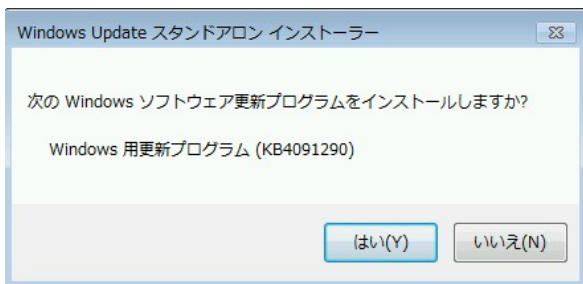 Windows Update スタンドアロン インストーラー
次の Windows ソフトウェア更新プログラムをインストールしますか?
Windows 用更新プログラム (KB4091290)
はい(Y)
いいえ(N)